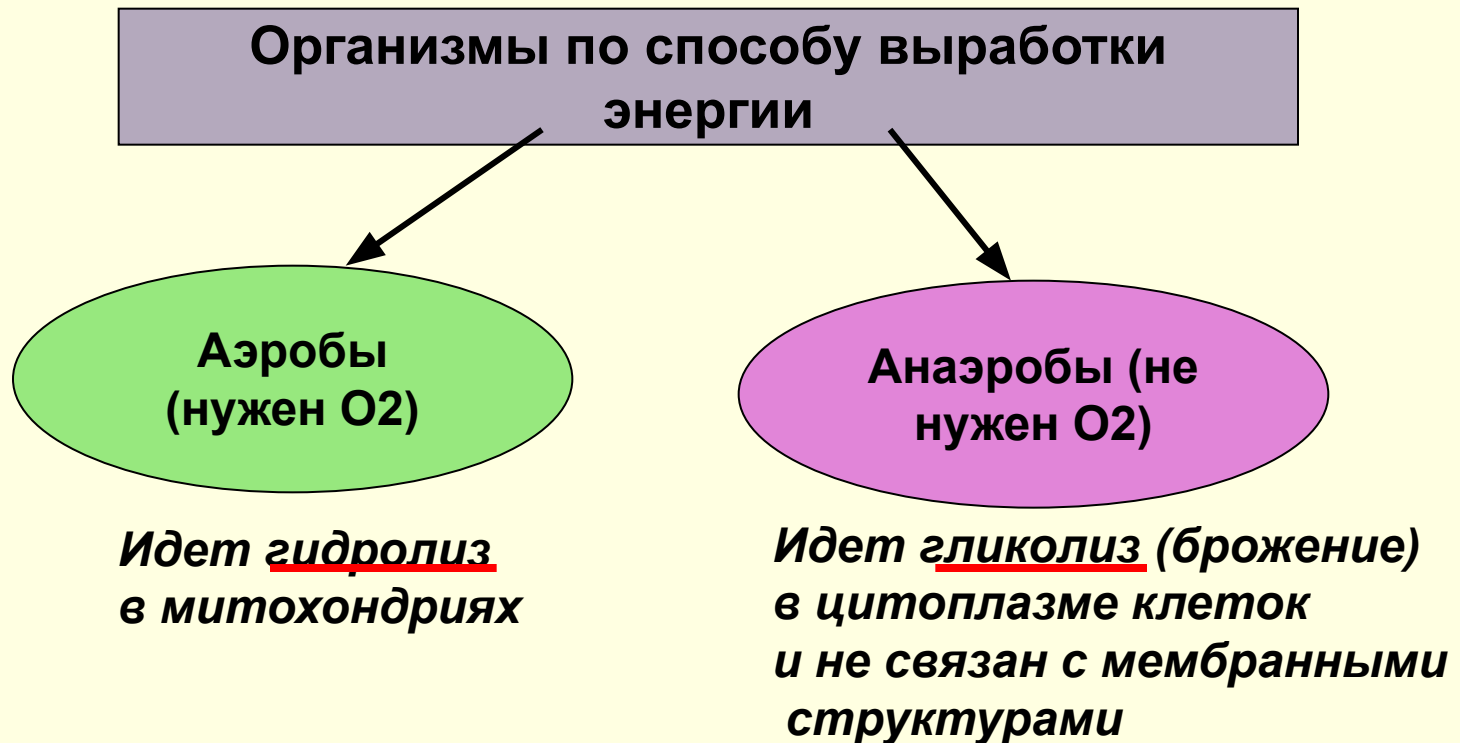 Организмы по способу выработки
энергии
Аэробы
(нужен О2)
Анаэробы (не
нужен О2)
Идет гидролиз
в митохондриях
Идет гликолиз (брожение)
в цитоплазме клеток
и не связан с мембранными
структурами